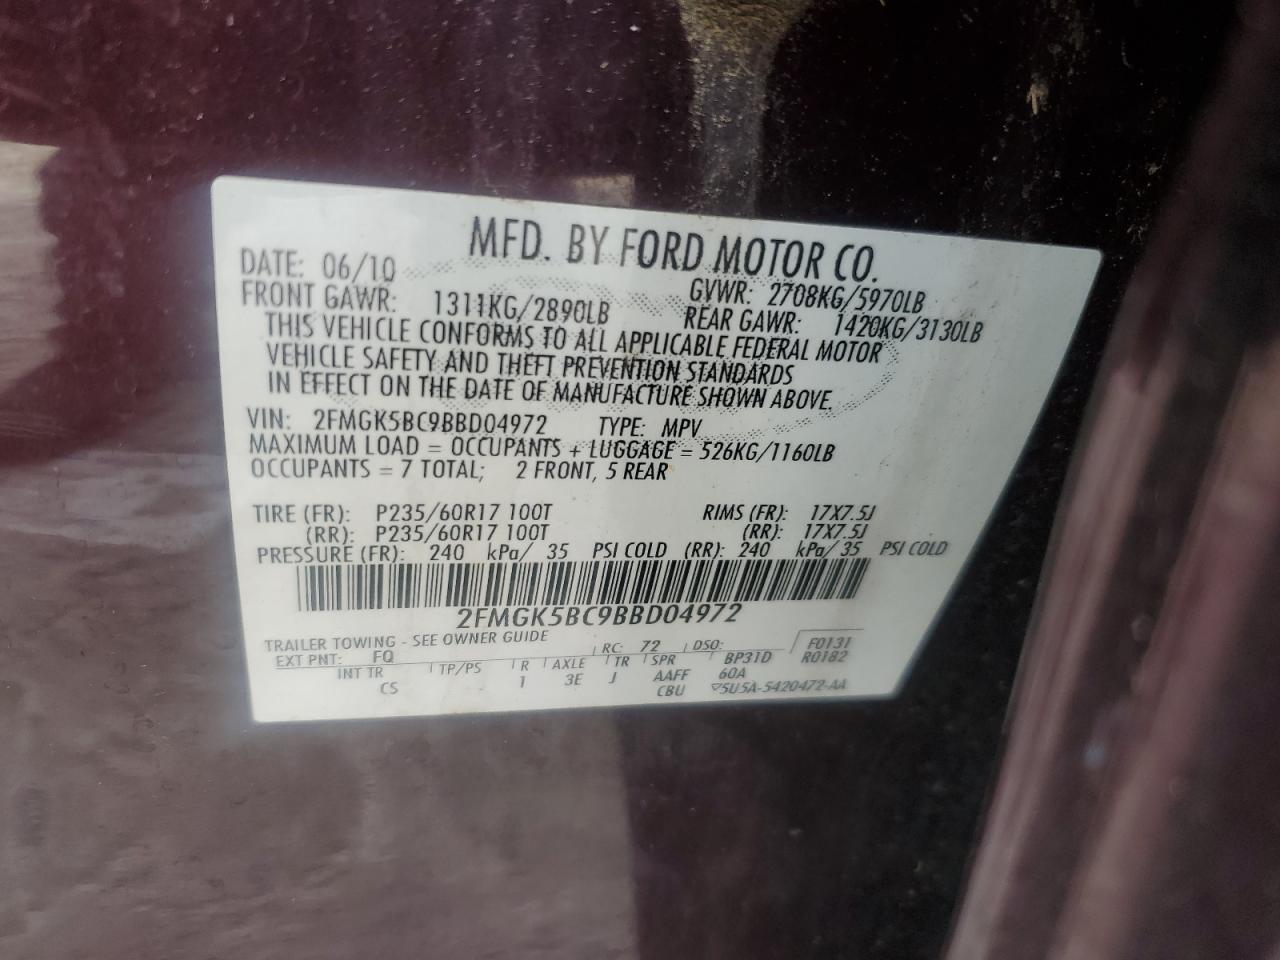 MFD. BY FORD MOTOR CO.
DATE: 06/10 GVWR: 2708KG/5970LB
FRONT GAWR: 1311KG/2890LB REAR GAWR: 1420KG/3130LB
THIS VEHICLE CONFORMS TO ALL APPLICABLE FEDERAL MOTOR
VEHICLE SAFETY AND THEFT PREVENTION STANDARDS
IN EFFECT ON THE DATE OF MANUFACTURE SHOWN ABOVE.
VIN: 2FMGK5BC9BBD04972 TYPE: MPV
MAXIMUM LOAD = OCCUPANTS + LUGGAGE = 526KG/1160LB
OCCUPANTS = 7 TOTAL; 2 FRONT, 5 REAR
TIRE (FR): P235/60R17 100T RIMS (FR): 17X7.5J
(RR): P235/60R17 100T (RR): 17X7.5J
PRESSURE (FR): 240 kPa/ 35 PSI COLD (RR): 240 kPa/ 35 PSI COLD
2FMGK5BC9BBD04972
TRAILER TOWING - SEE OWNER GUIDE RC: 72 DSO: F0131
EXT PNT: FQ BP31D R0182
INT TR TP/PS R AXLE TR SPR 60A
CS 1 3E J AAFF
CBU 5U5A-5420472-AA